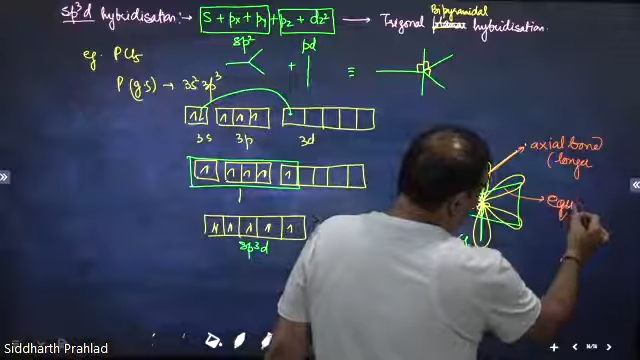 sp³d hybridisation:→ s + px + py + pz + dz² → Trigonal Bipyramidal hybridisation.
sp² pd
eg. PCl5
+ ≡
P (g.s) → 3s² 3p³
3s 3p 3d
axial bond
(longer
equ
sp³d
Siddharth Prahlad